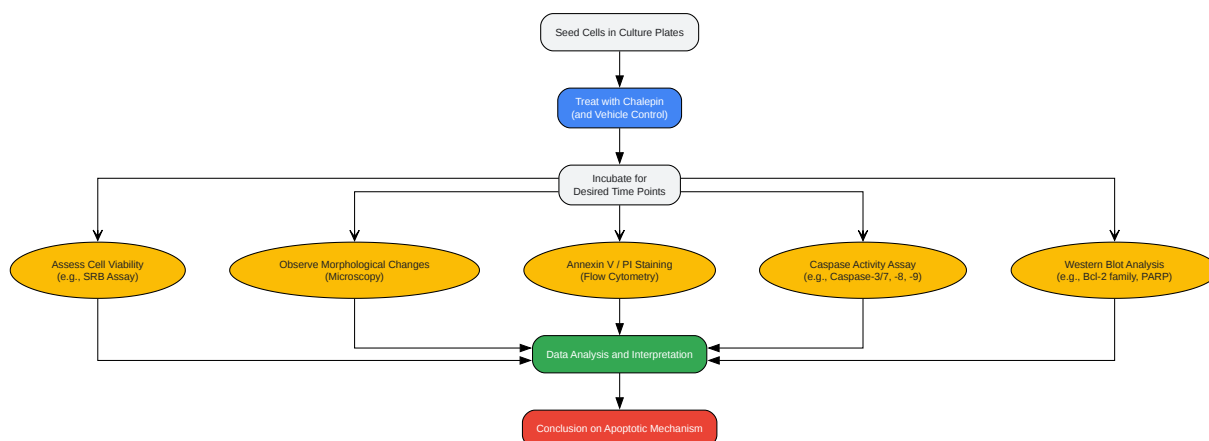 Seed Cells in Culture Plates
Treat with Chalepin
(and Vehicle Control)
Incubate for
Desired Time Points
Assess Cell Viability
(e.g., SRB Assay)
Observe Morphological Changes
(Microscopy)
Annexin V / PI Staining
(Flow Cytometry)
Caspase Activity Assay
(e.g., Caspase-3/7, -8, -9)
Western Blot Analysis
(e.g., Bcl-2 family, PARP)
Data Analysis and Interpretation
Conclusion on Apoptotic Mechanism